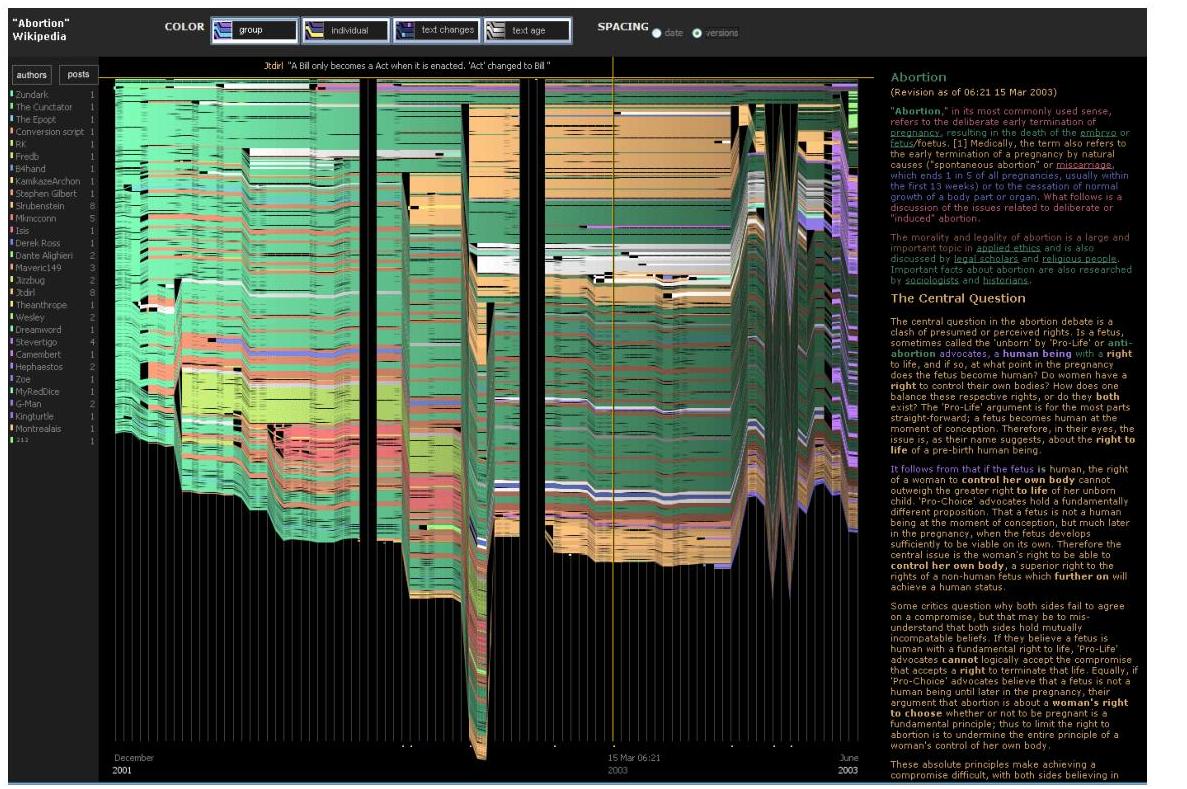 "Abortion"
Wikipedia
COLOR
group
individual
text changes
text age
SPACING
date
versions
authors
posts
Jtdirl "A Bill only becomes a Act when it is enacted. 'Act' changed to Bill "
Zundark 1
The Cunctator 1
The Epopt 1
Conversion script 1
RK 1
Fredb 1
B4hand 1
KamikazeArchon 1
Stephen Gilbert 1
Slrubenstein 8
Mkmcconn 5
Isis 1
Derek Ross 1
Dante Alighieri 2
Maveric149 3
Jizzbug 2
Jtdirl 8
Theanthrope 1
Wesley 2
Dreamword 1
Stevertigo 4
Camembert 1
Hephaestos 2
Zoe 1
MyRedDice 1
G-Man 2
Kingturtle 1
Montrealais 1
212 1
December
2001
15 Mar 06:21
2003
June
2003
Abortion
(Revision as of 06:21 15 Mar 2003)
"Abortion," in its most commonly used sense,
refers to the deliberate early termination of
pregnancy, resulting in the death of the embryo or
fetus/foetus. [1] Medically, the term also refers to
the early termination of a pregnancy by natural
causes ("spontaneous abortion" or miscarriage,
which ends 1 in 5 of all pregnancies, usually within
the first 13 weeks) or to the cessation of normal
growth of a body part or organ. What follows is a
discussion of the issues related to deliberate or
"induced" abortion.
The morality and legality of abortion is a large and
important topic in applied ethics and is also
discussed by legal scholars and religious people.
Important facts about abortion are also researched
by sociologists and historians.
The Central Question
The central question in the abortion debate is a
clash of presumed or perceived rights. Is a fetus,
sometimes called the 'unborn' by 'Pro-Life' or anti-
abortion advocates, a human being with a right
to life, and if so, at what point in the pregnancy
does the fetus become human? Do women have a
right to control their own bodies? How does one
balance these respective rights, or do they both
exist? The 'Pro-Life' argument is for the most parts
straight-forward; a fetus becomes human at the
moment of conception. Therefore, in their eyes, the
issue is, as their name suggests, about the right to
life of a pre-birth human being.
It follows from that if the fetus is human, the right
of a woman to control her own body cannot
outweigh the greater right to life of her unborn
child. 'Pro-Choice' advocates hold a fundamentally
different proposition. That a fetus is not a human
being at the moment of conception, but much later
in the pregnancy, when the fetus develops
sufficiently to be viable on its own. Therefore the
central issue is the woman's right to be able to
control her own body, a superior right to the
rights of a non-human fetus which further on will
achieve a human status.
Some critics question why both sides fail to agree
on a compromise, but that may be to mis-
understand that both sides hold mutually
incompatable beliefs. If they believe a fetus is
human with a fundamental right to life, 'Pro-Life'
advocates cannot logically accept the compromise
that accepts a right to terminate that life. Equally, if
'Pro-Choice' advocates believe that a fetus is not a
human being until later in the pregnancy, their
argument that abortion is about a woman's right
to choose whether or not to be pregnant is a
fundamental principle; thus to limit the right to
abortion is to undermine the entire principle of a
woman's control of her own body.
These absolute principles make achieving a
compromise difficult, with both sides believing in